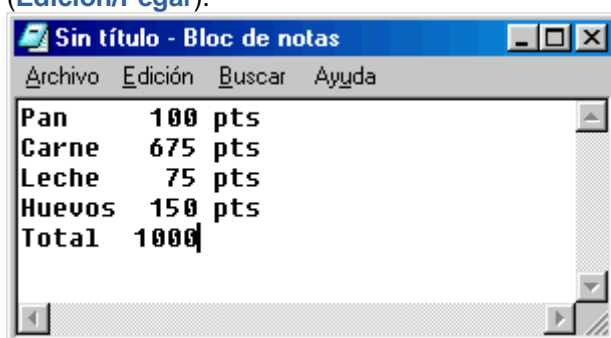 (Edición/Pegar).
Sin título - Bloc de notas
Archivo Edición Buscar Ayuda
Pan 100 pts
Carne 675 pts
Leche 75 pts
Huevos 150 pts
Total 1000